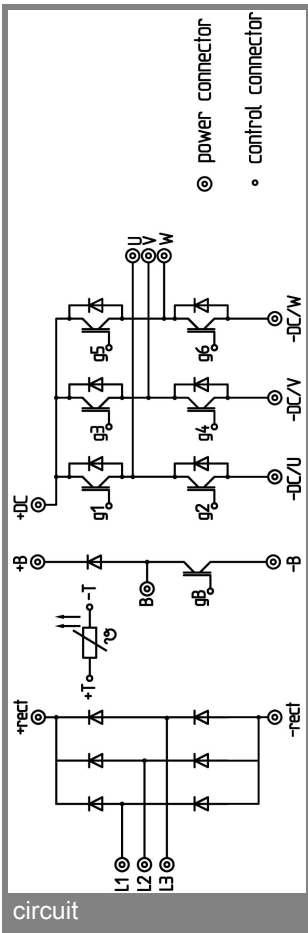 power connector
control connector
U
V
W
+DC
g1
g3
g5
g2
g4
g6
-DC/U
-DC/V
-DC/W
+B
B
gB
-B
+T
-T
ϑ
+rect
-rect
L1
L2
L3
circuit